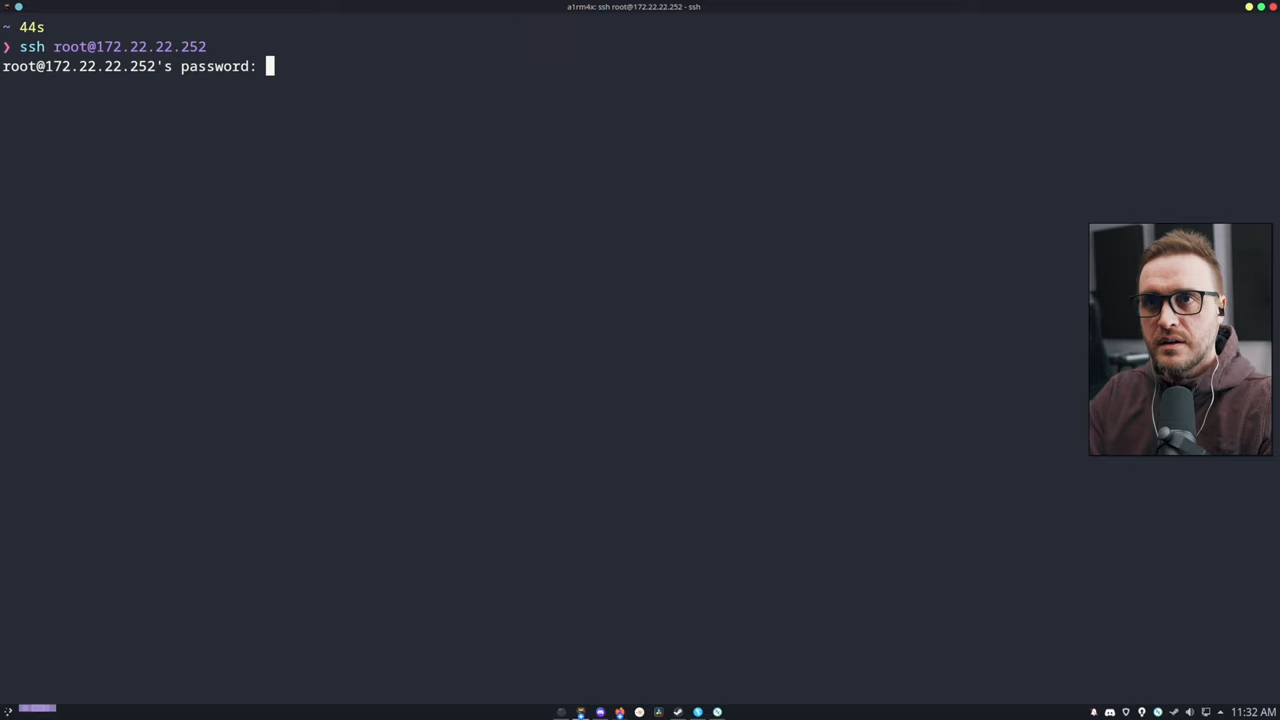 a1rm4x: ssh root@172.22.22.252 - ssh
~ 44s
❯ ssh root@172.22.22.252
root@172.22.22.252's password:
11:32 AM